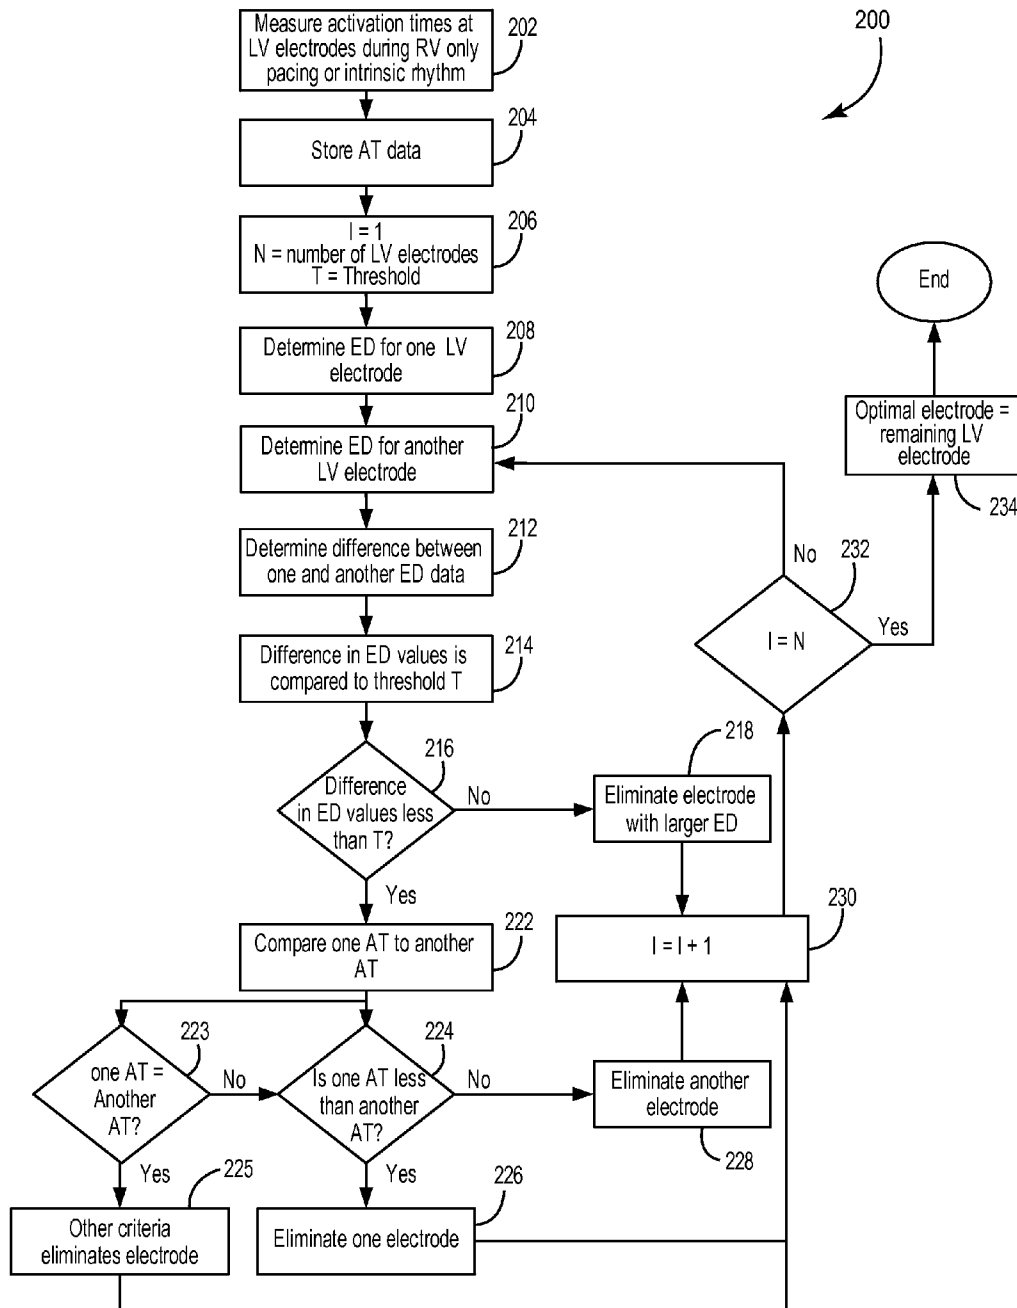 Measure activation times at
LV electrodes during RV only
pacing or intrinsic rhythm
202
200
Store AT data
204
I = 1
N = number of LV electrodes
T = Threshold
206
End
Determine ED for one LV
electrode
208
Determine ED for another
LV electrode
210
Optimal electrode =
remaining LV
electrode
234
Determine difference between
one and another ED data
212
No
232
I = N
Yes
Difference in ED values is
compared to threshold T
214
Difference
in ED values less
than T?
216
No
Yes
Eliminate electrode
with larger ED
218
Compare one AT to another
AT
222
I = I + 1
230
one AT =
Another
AT?
223
No
Yes
Is one AT less
than another
AT?
224
No
Yes
Eliminate another
electrode
228
Other criteria
eliminates electrode
225
Eliminate one electrode
226